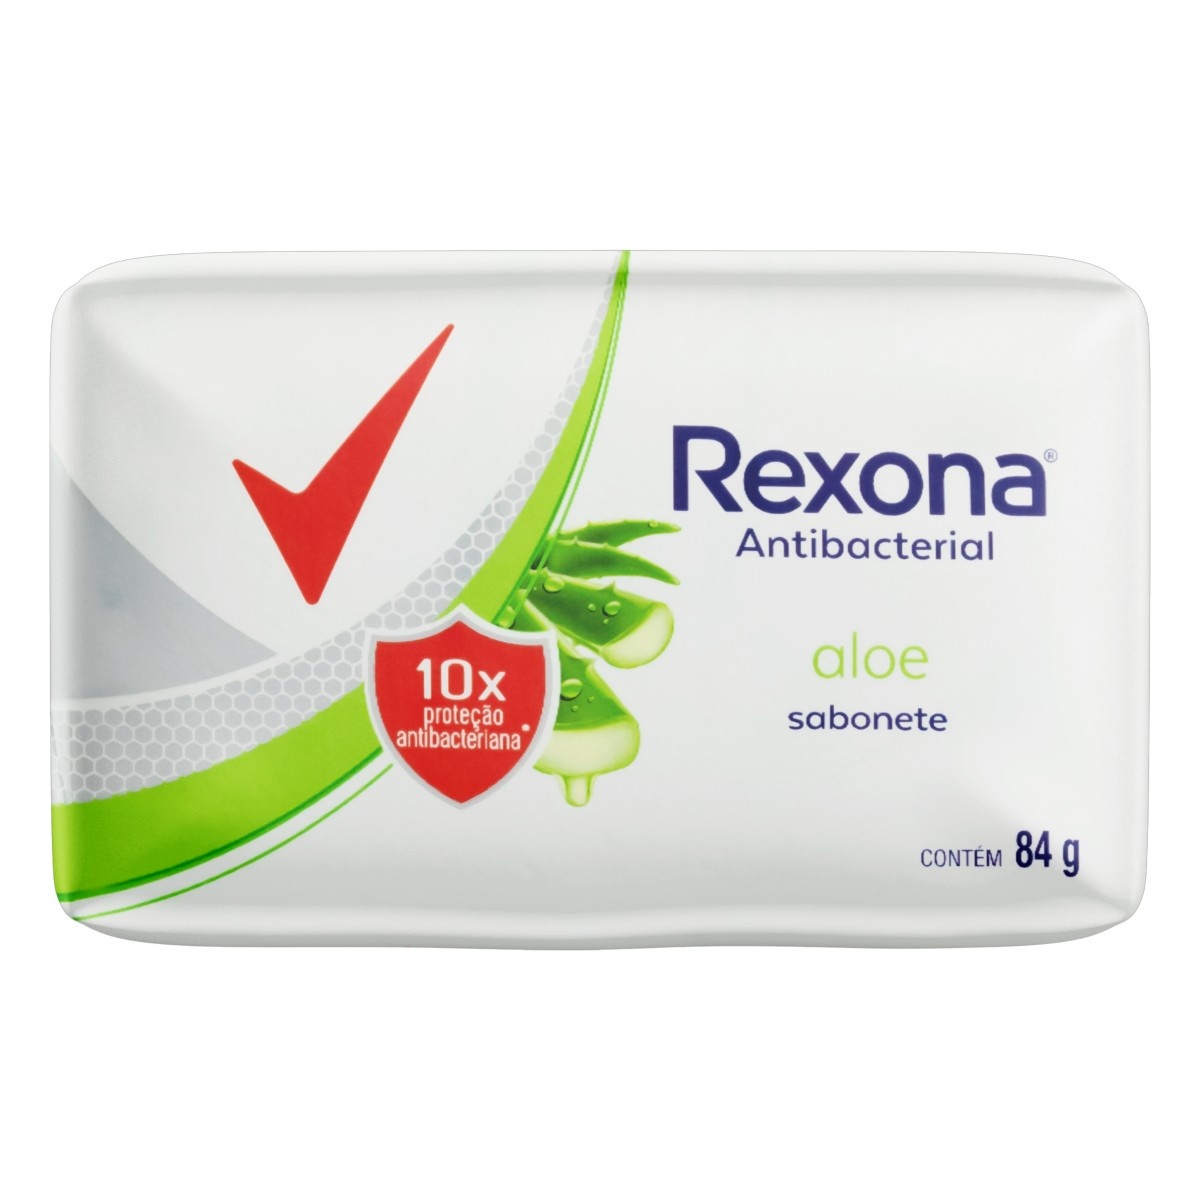 Rexona®
Antibacterial
aloe
sabonete
10x
proteção
antibacteriana*
CONTÉM 84 g